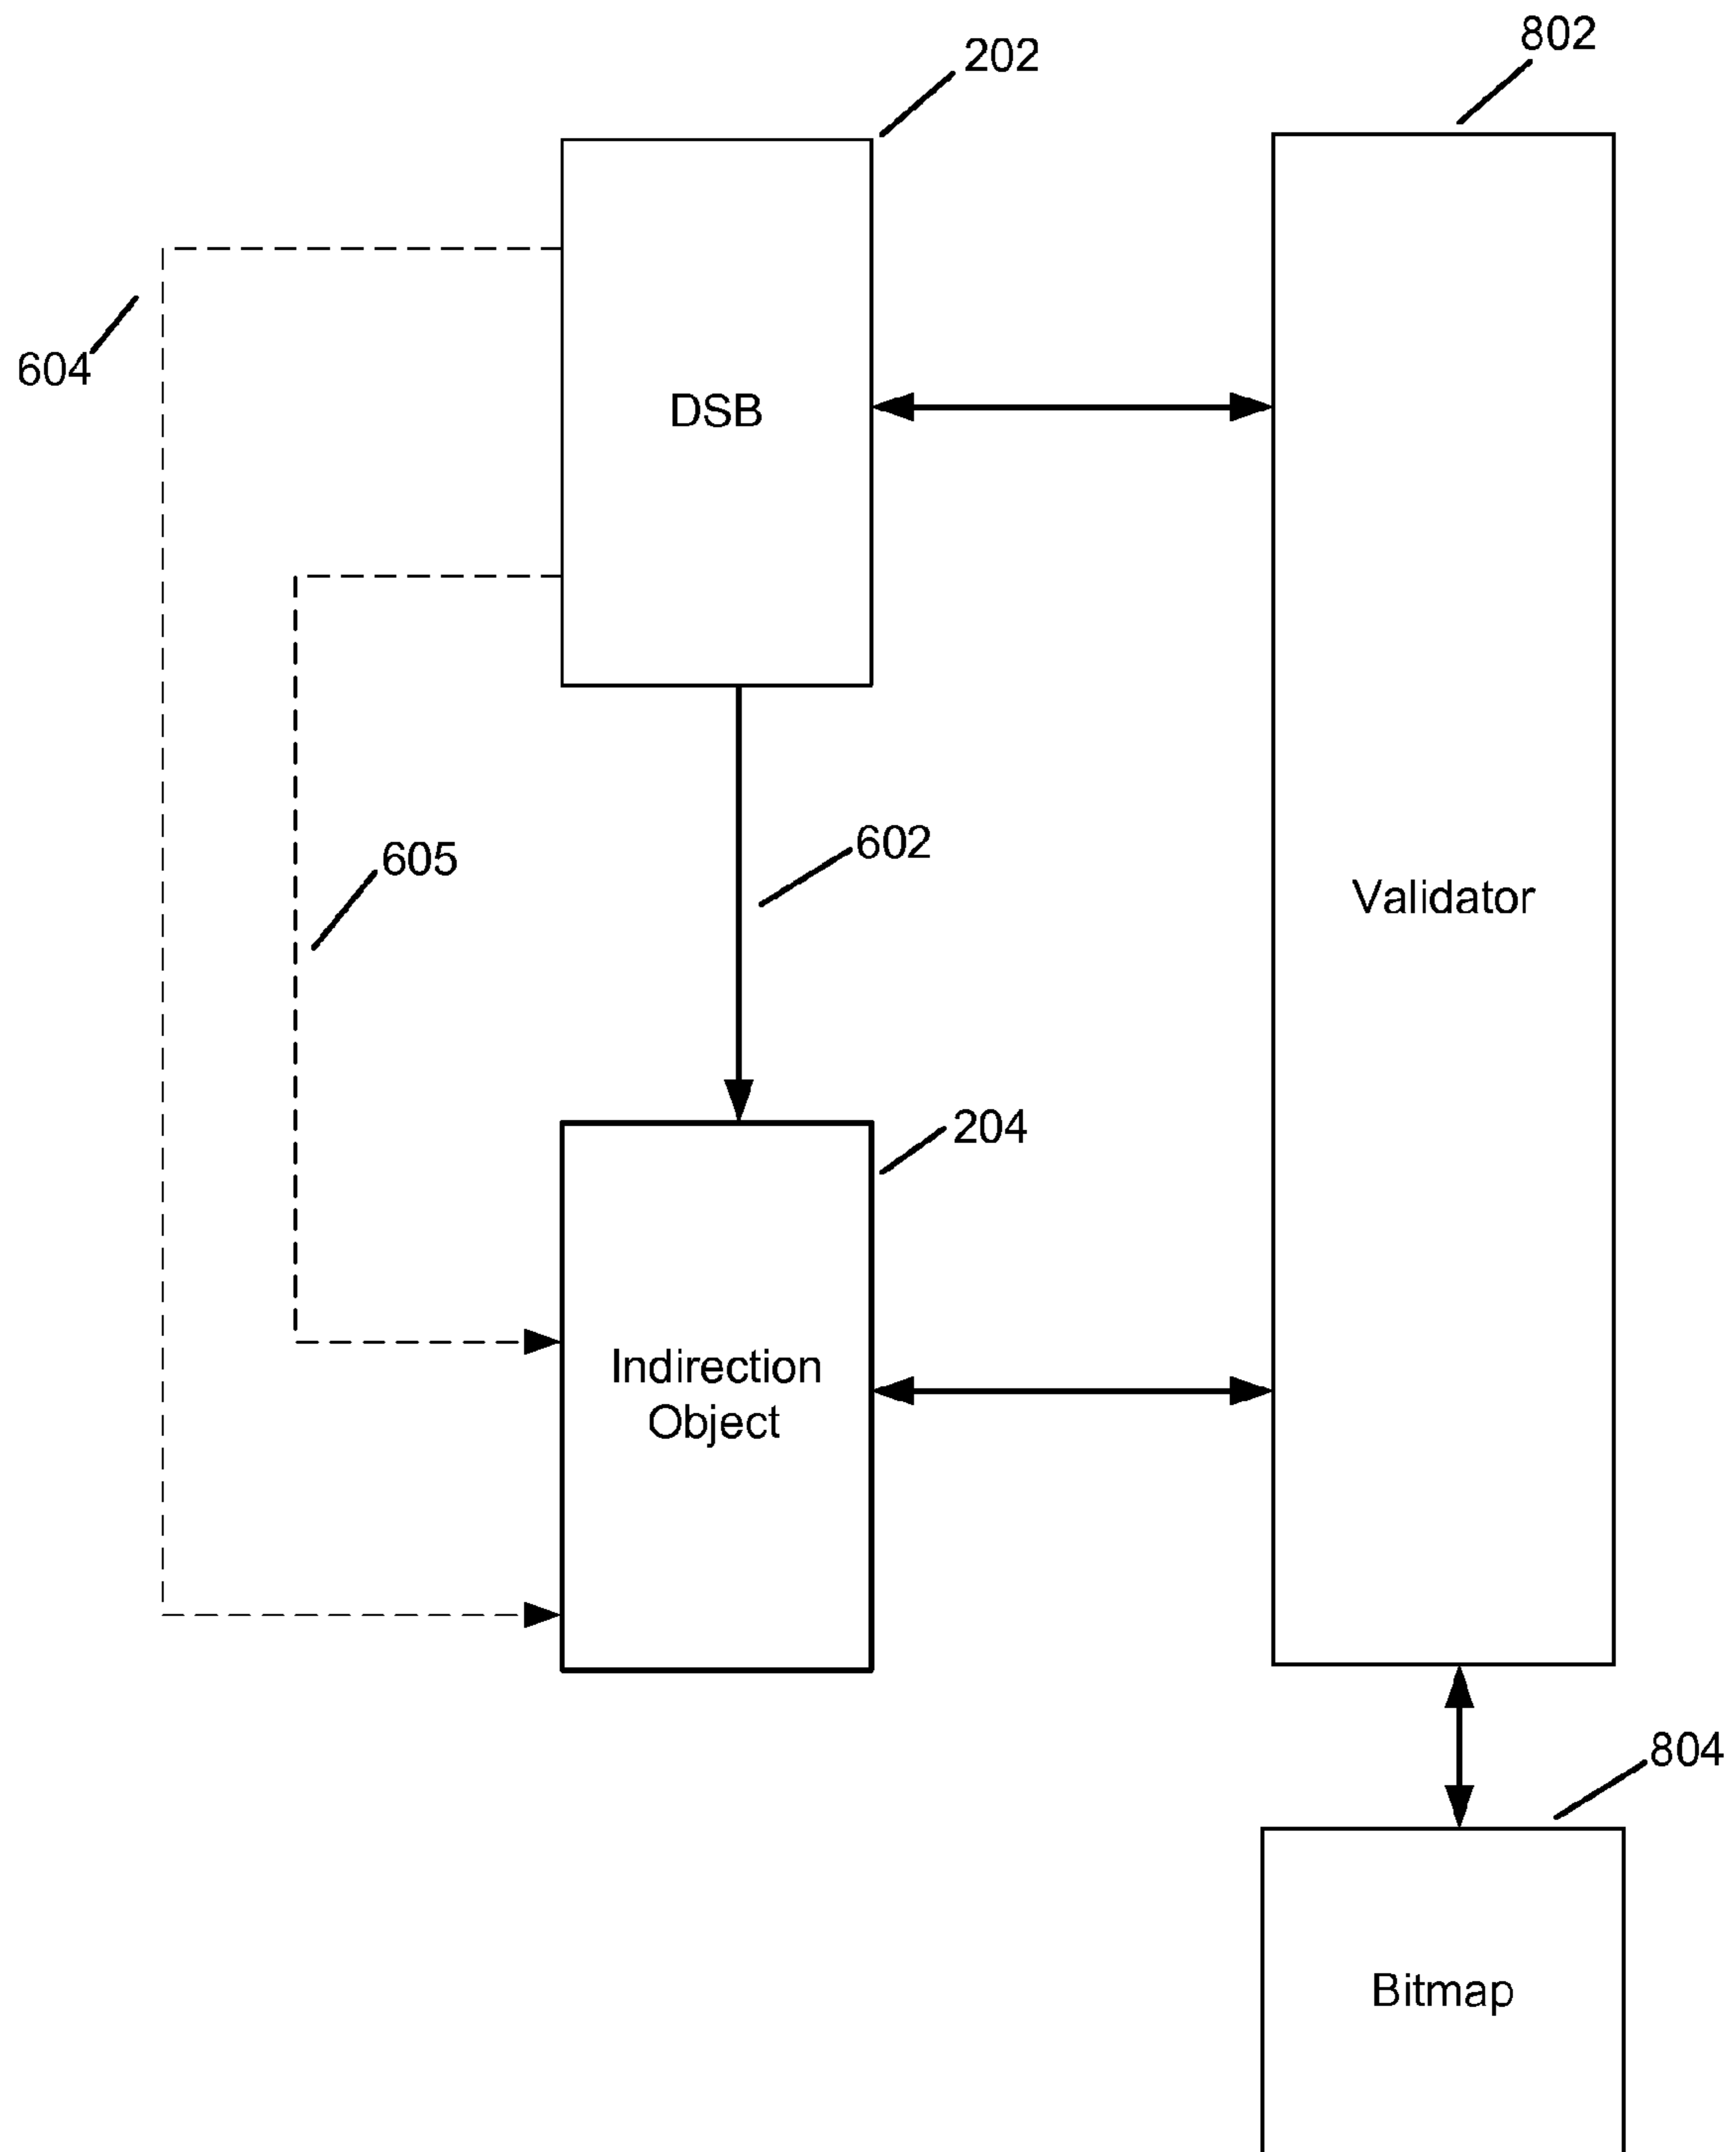 802
202
604
DSB
602
605
Validator
204
Indirection
Object
804
Bitmap